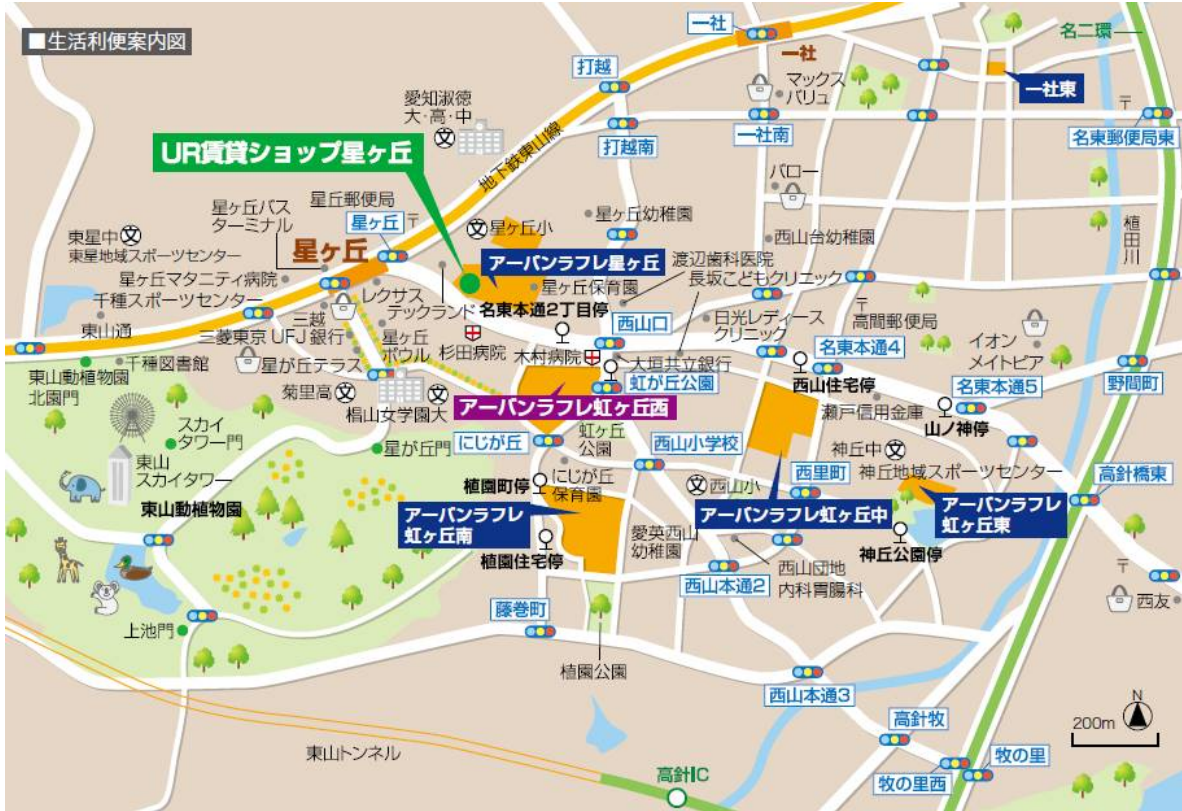 ■生活利便案内図
一社
一社
名二環
打越
マックス
バリュ
一社東
愛知淑徳
大・高・中
文
〒
打越南
一社南
名東郵便局東
UR賃貸ショップ星ヶ丘
地下鉄東山線
バロー
星ヶ丘バス
ターミナル
星丘郵便局
星ヶ丘
〒
文星ヶ丘小
星ヶ丘幼稚園
植田川
東星中文
東星地域スポーツセンター
星ヶ丘
西山台幼稚園
アーバンラフレ星ヶ丘
渡辺歯科医院
長坂こどもクリニック
星ヶ丘マタニティ病院
千種スポーツセンター
レクサス
テックランド
星ヶ丘保育園
名東本通2丁目停
〒
高間郵便局
東山通
三越
三菱東京UFJ銀行
星ヶ丘
ボウル
杉田病院
木村病院
西山口
日光レディース
クリニック
イオン
メイトピア
名東本通4
千種図書館
東山動植物園
北園門
星が丘テラス
大垣共立銀行
虹が丘公園
西山住宅停
名東本通5
野間町
菊里高文
文
椙山女学園大
アーバンラフレ虹ヶ丘西
瀬戸信用金庫
山ノ神停
スカイ
タワー門
星が丘門
にじが丘
虹ヶ丘
公園
西山小学校
神丘中文
神丘地域スポーツセンター
高針橋東
東山
スカイタワー
植園町停
にじが丘
保育園
文西山小
西里町
東山動植物園
アーバンラフレ
虹ヶ丘南
アーバンラフレ虹ヶ丘中
アーバンラフレ
虹ヶ丘東
愛英西山
幼稚園
植園住宅停
神丘公園停
西山団地
内科胃腸科
西山本通2
〒
西友
上池門
藤巻町
植園公園
西山本通3
高針牧
N
200m
東山トンネル
牧の里
牧の里西
高針IC